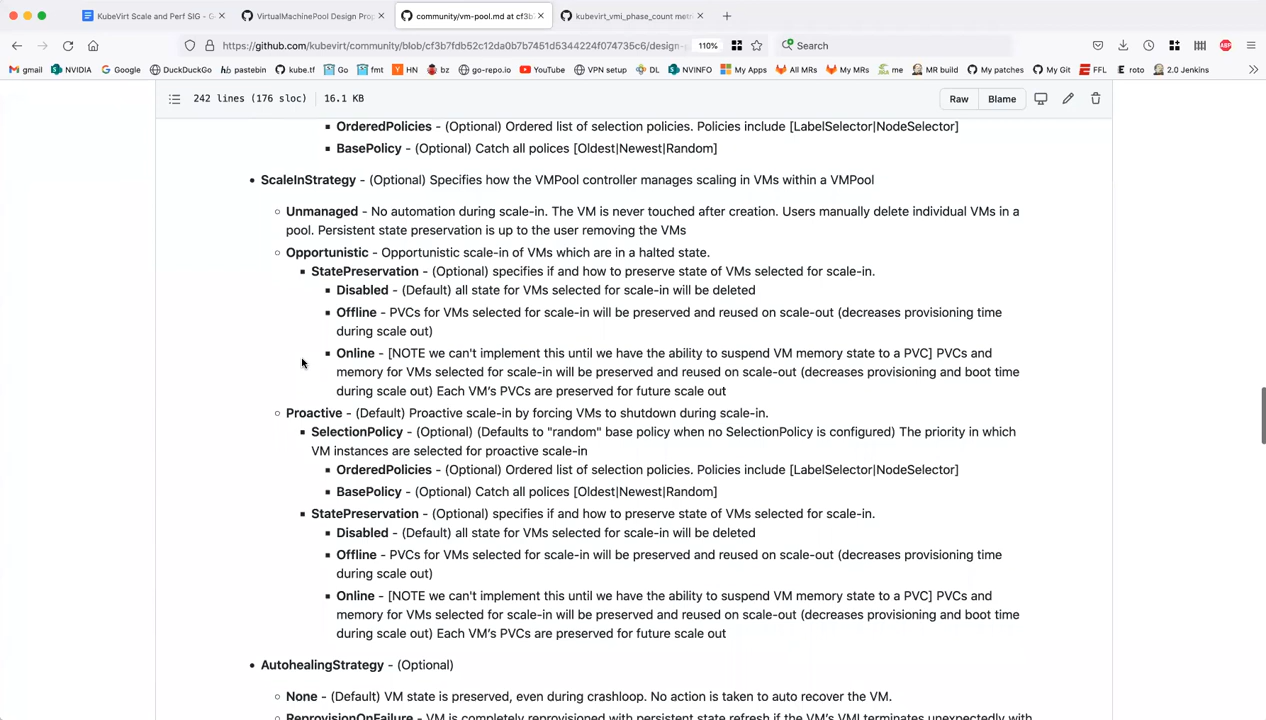 KubeVirt Scale and Perf SIG - G
VirtualMachinePool Design Prop
community/vm-pool.md at cf3b
kubevirt_vmi_phase_count met
https://github.com/kubevirt/community/blob/cf3b7fdb52c12da0b7b7451d5344224f074735c6/design-p
110%
Search
gmail
NVIDIA
Google
DuckDuckGo
hb pastebin
kube.tf
Go
fmt
HN
bz
go-repo.io
YouTube
VPN setup
DL
NVINFO
My Apps
All MRs
My MRs
me
MR build
My patches
My Git
FFL
roto
2.0 Jenkins
242 lines (176 sloc)
16.1 KB
Raw
Blame
OrderedPolicies - (Optional) Ordered list of selection policies. Policies include [LabelSelector|NodeSelector]
BasePolicy - (Optional) Catch all polices [Oldest|Newest|Random]
ScaleInStrategy - (Optional) Specifies how the VMPool controller manages scaling in VMs within a VMPool
Unmanaged - No automation during scale-in. The VM is never touched after creation. Users manually delete individual VMs in a
pool. Persistent state preservation is up to the user removing the VMs
Opportunistic - Opportunistic scale-in of VMs which are in a halted state.
StatePreservation - (Optional) specifies if and how to preserve state of VMs selected for scale-in.
Disabled - (Default) all state for VMs selected for scale-in will be deleted
Offline - PVCs for VMs selected for scale-in will be preserved and reused on scale-out (decreases provisioning time
during scale out)
Online - [NOTE we can't implement this until we have the ability to suspend VM memory state to a PVC] PVCs and
memory for VMs selected for scale-in will be preserved and reused on scale-out (decreases provisioning and boot time
during scale out) Each VM's PVCs are preserved for future scale out
Proactive - (Default) Proactive scale-in by forcing VMs to shutdown during scale-in.
SelectionPolicy - (Optional) (Defaults to "random" base policy when no SelectionPolicy is configured) The priority in which
VM instances are selected for proactive scale-in
OrderedPolicies - (Optional) Ordered list of selection policies. Policies include [LabelSelector|NodeSelector]
BasePolicy - (Optional) Catch all polices [Oldest|Newest|Random]
StatePreservation - (Optional) specifies if and how to preserve state of VMs selected for scale-in.
Disabled - (Default) all state for VMs selected for scale-in will be deleted
Offline - PVCs for VMs selected for scale-in will be preserved and reused on scale-out (decreases provisioning time
during scale out)
Online - [NOTE we can't implement this until we have the ability to suspend VM memory state to a PVC] PVCs and
memory for VMs selected for scale-in will be preserved and reused on scale-out (decreases provisioning and boot time
during scale out) Each VM's PVCs are preserved for future scale out
AutohealingStrategy - (Optional)
None - (Default) VM state is preserved, even during crashloop. No action is taken to auto recover the VM.
ReprovisionOnFailure - VM is completely reprovisioned with persistent state refresh if the VM's VMI terminates unexpectedly with